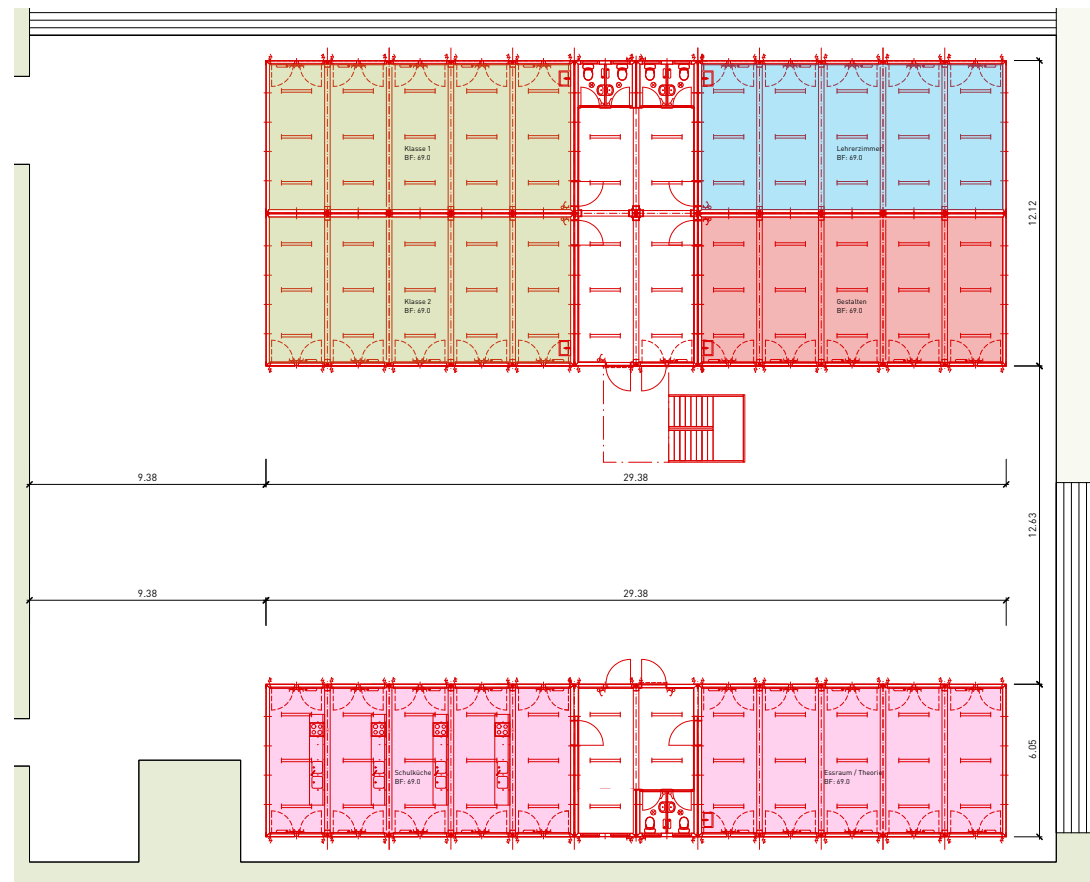 Klasse 1
BF: 69.0
Lehrerzimmer
BF: 69.0
12.12
Klasse 2
BF: 69.0
Gestalten
BF: 69.0
9.38
29.38
12.63
9.38
29.38
Schulküche
BF: 69.0
Essraum / Theorie
BF: 69.0
6.05